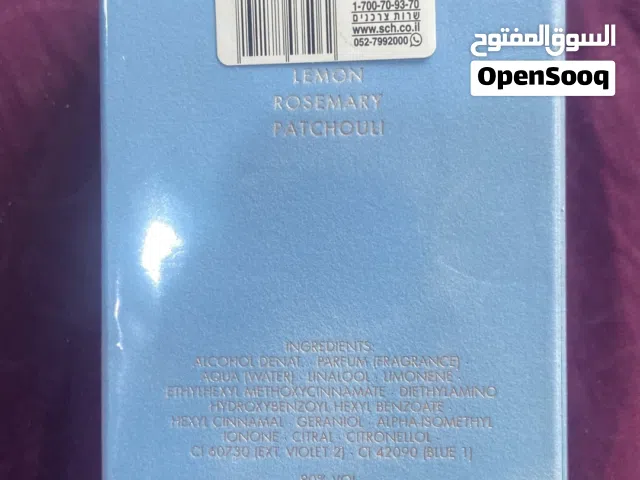 1-700-70-93-70
שרות צרכנים
www.sch.co.il
052-7992000
السوق المفتوح
OpenSooq
LEMON
ROSEMARY
PATCHOULI
INGREDIENTS:
ALCOHOL DENAT. · PARFUM (FRAGRANCE) ·
AQUA (WATER) · LINALOOL · LIMONENE
ETHYLHEXYL METHOXYCINNAMATE · DIETHYLAMINO
HYDROXYBENZOYL HEXYL BENZOATE
HEXYL CINNAMAL · GERANIOL · ALPHA-ISOMETHYL
IONONE · CITRAL · CITRONELLOL ·
CI 60730 (EXT. VIOLET 2) · CI 42090 (BLUE 1)
80% VOL